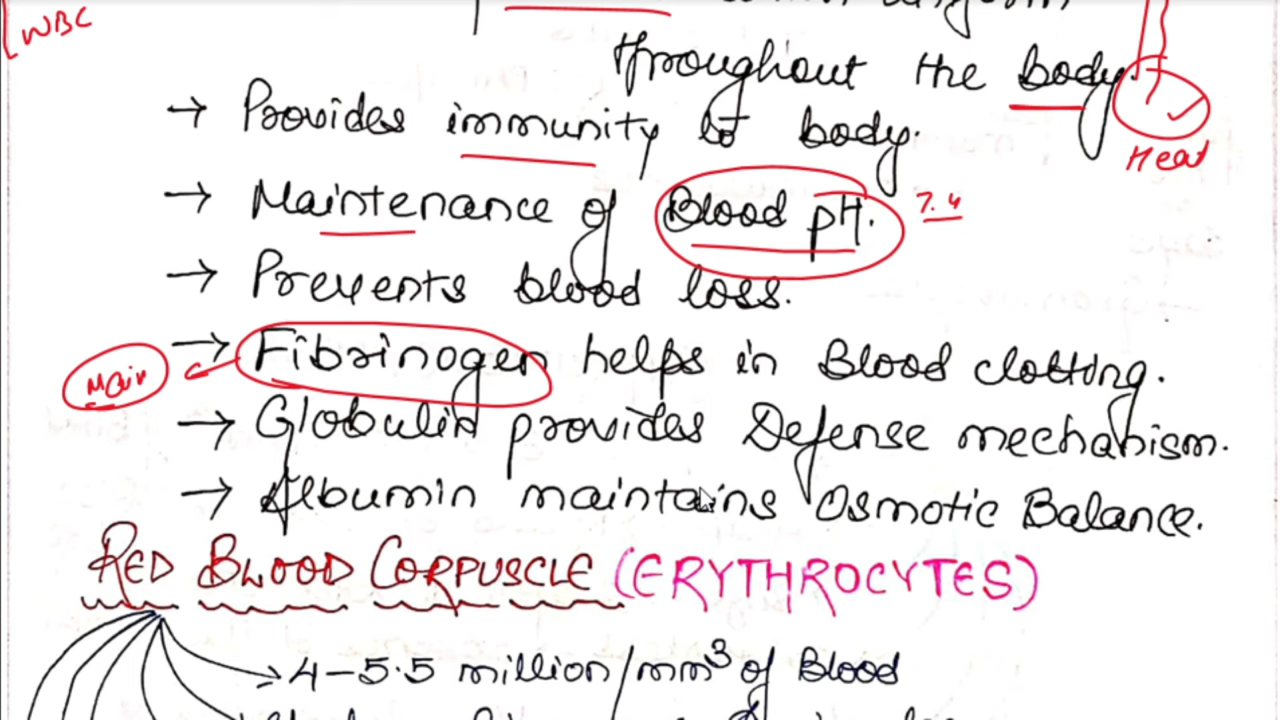 WBC
throughout the body.
→ Provides immunity to body.
Heat
→ Maintenance of Blood pH. 7.4
→ Prevents blood loss.
Main → Fibrinogen helps in Blood clotting.
→ Globulin provides Defense mechanism.
→ Albumin maintains Osmotic Balance.
RED BLOOD CORPUSCLE (ERYTHROCYTES)
→ 4-5.5 million/mm³ of Blood